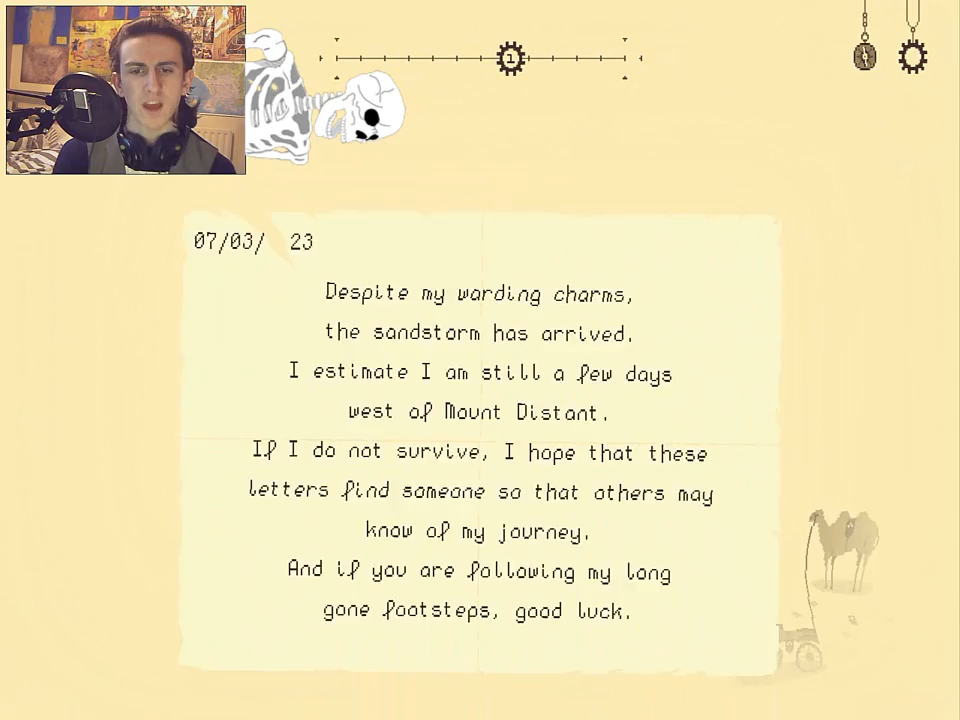 1
07/03/ 23
Despite my warding charms,
the sandstorm has arrived.
I estimate I am still a few days
west of Mount Distant.
If I do not survive, I hope that these
letters find someone so that others may
know of my journey.
And if you are following my long
gone footsteps, good luck.